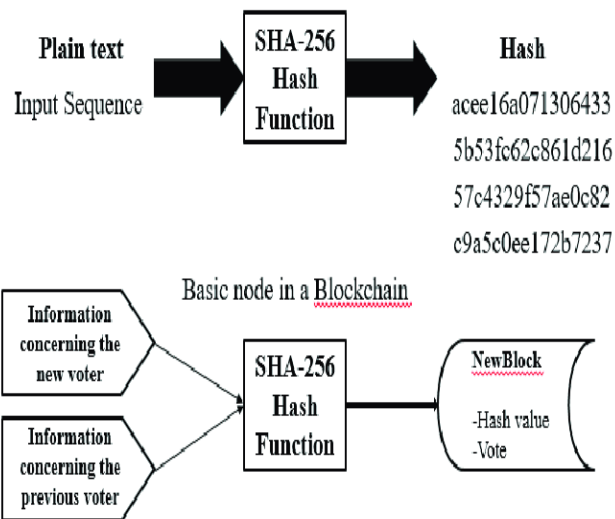 Plain text
Input Sequence
SHA-256
Hash
Function
Hash
acee16a071306433
5b53fc62c861d216
57c4329f57ae0c82
c9a5c0ee172b7237
Basic node in a Blockchain
Information
concerning the
new voter
Information
concerning the
previous voter
SHA-256
Hash
Function
NewBlock
-Hash value
-Vote